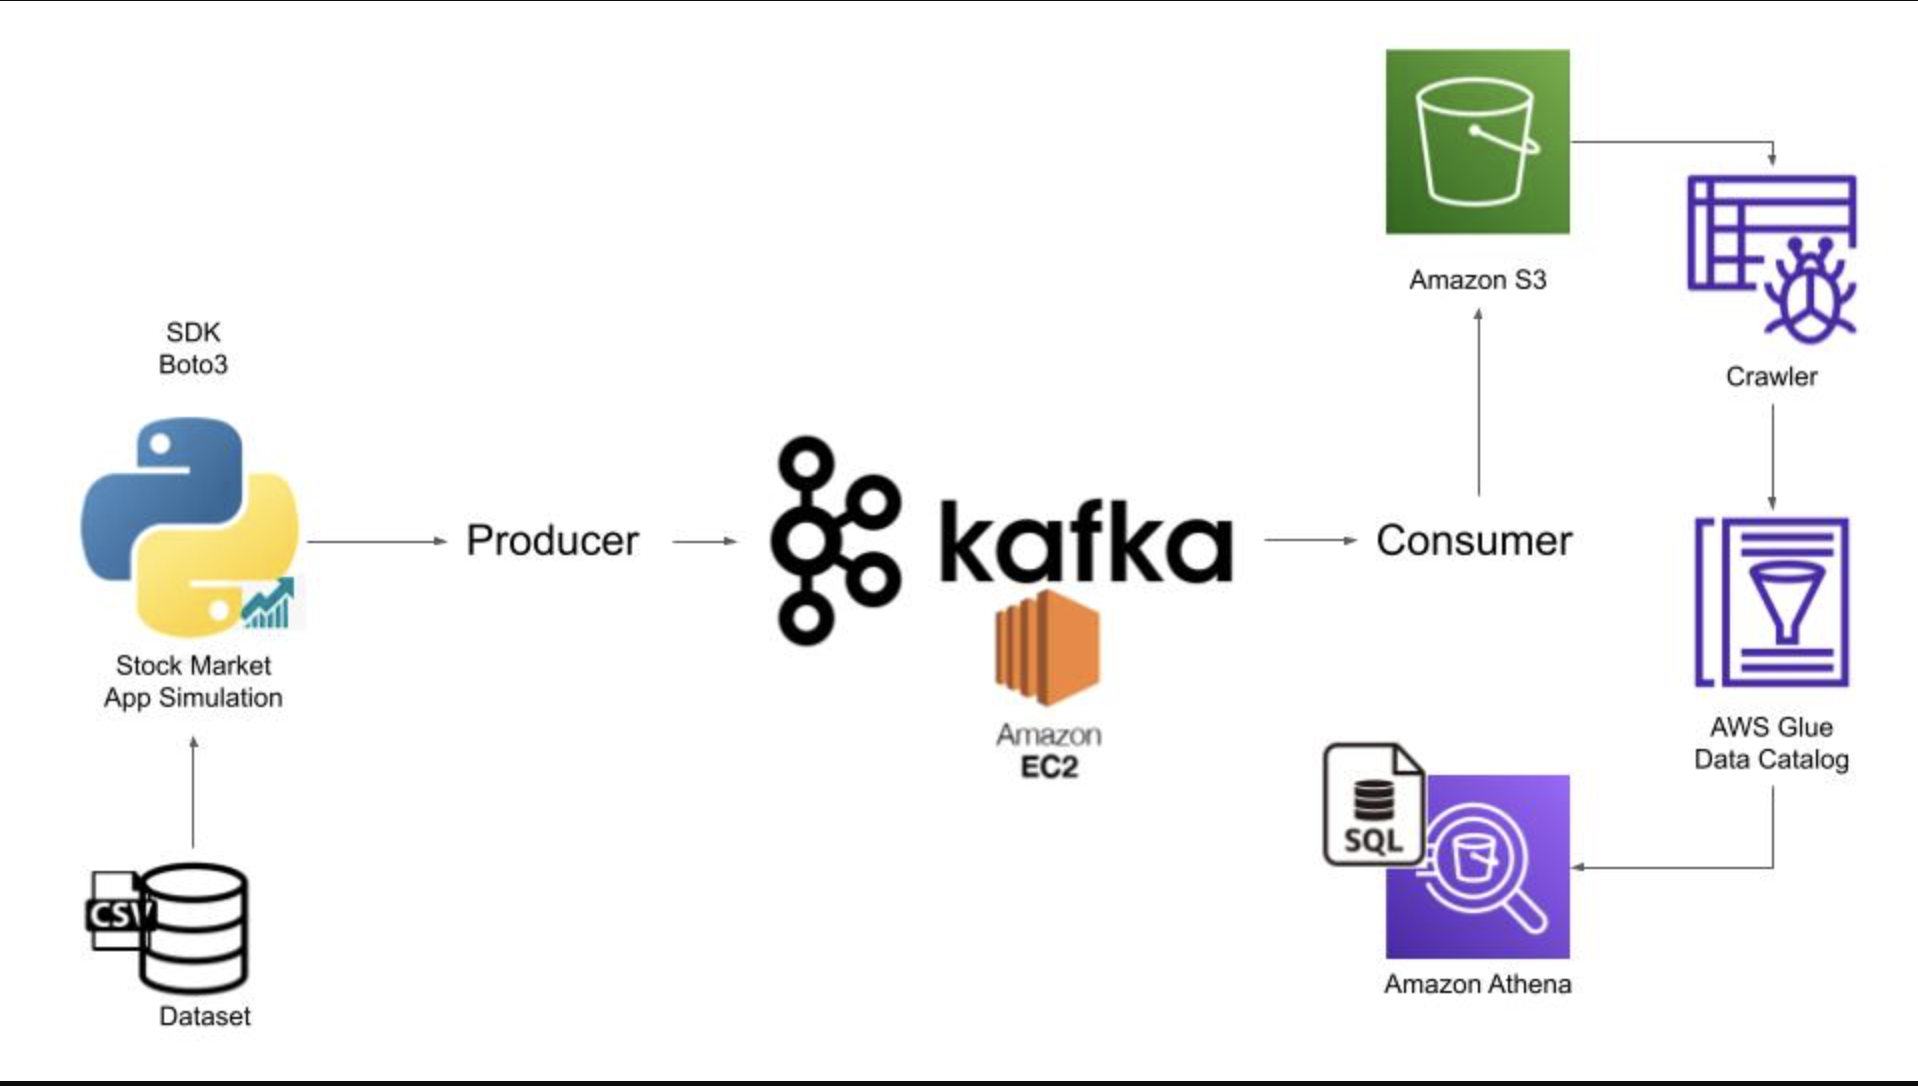 SDK
Boto3
Stock Market
App Simulation
CSV
Dataset
Producer
kafka
Amazon
EC2
Consumer
Amazon S3
Crawler
AWS Glue
Data Catalog
SQL
Amazon Athena